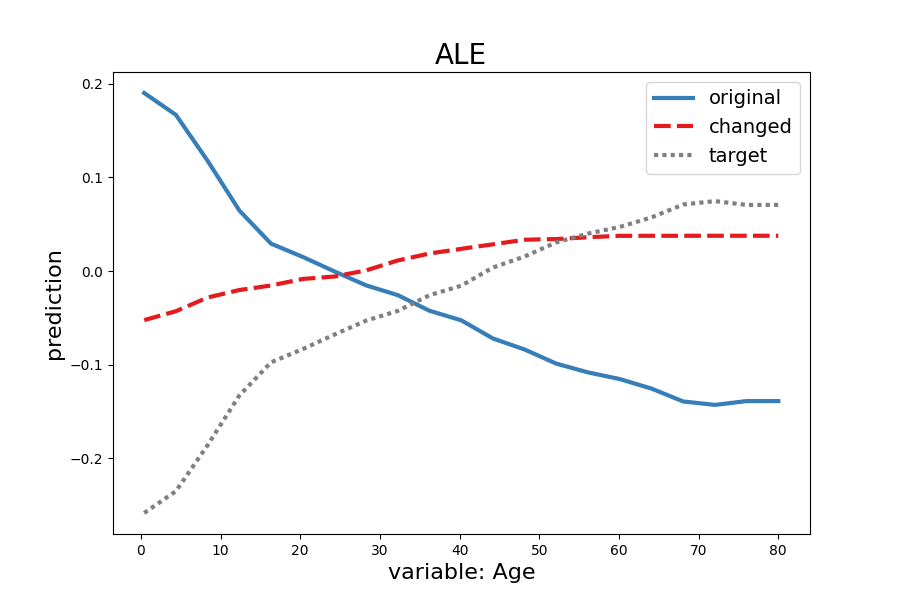 ALE
original
changed
target
prediction
0.2
0.1
0.0
−0.1
−0.2
0 10 20 30 40 50 60 70 80
variable: Age